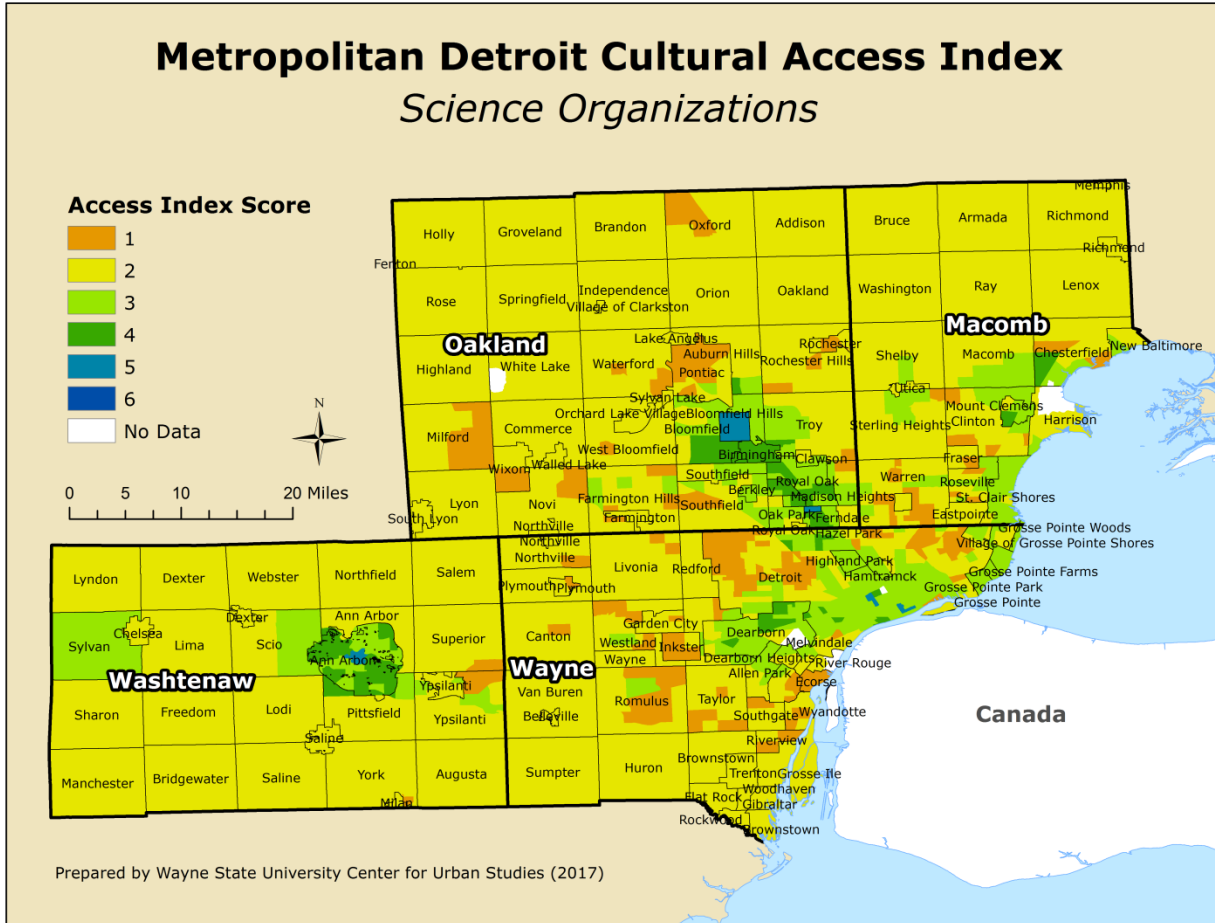 Metropolitan Detroit Cultural Access Index
Science Organizations
Access Index Score
1
2
3
4
5
6
No Data
N
0 5 10 20 Miles
Memphis
Holly
Groveland
Brandon
Oxford
Addison
Bruce
Armada
Richmond
Richmond
Fenton
Rose
Springfield
Independence
Village of Clarkston
Orion
Oakland
Washington
Ray
Lenox
Oakland
Macomb
Lake Angelus
Rochester
New Baltimore
Highland
White Lake
Waterford
Auburn Hills
Pontiac
Rochester Hills
Shelby
Macomb
Chesterfield
Utica
Sylvan Lake
Orchard Lake Village
Bloomfield Hills
Bloomfield
Mount Clemens
Clinton
Harrison
Milford
Commerce
Troy
Sterling Heights
West Bloomfield
Birmingham
Clawson
Wixom
Walled Lake
Fraser
Southfield
Royal Oak
Warren
Roseville
Berkley
Madison Heights
Lyon
Novi
Farmington Hills
Southfield
St. Clair Shores
South Lyon
Farmington
Oak Park
Ferndale
Eastpointe
Northville
Royal Oak
Hazel Park
Grosse Pointe Woods
Northville
Village of Grosse Pointe Shores
Northville
Lyndon
Dexter
Webster
Northfield
Salem
Livonia
Redford
Detroit
Highland Park
Hamtramck
Grosse Pointe Farms
Plymouth
Plymouth
Grosse Pointe Park
Grosse Pointe
Chelsea
Dexter
Ann Arbor
Sylvan
Lima
Scio
Ann Arbor
Superior
Canton
Garden City
Westland
Dearborn
Melvindale
Wayne
Inkster
Dearborn Heights
River Rouge
Washtenaw
Wayne
Allen Park
Ecorse
Ypsilanti
Van Buren
Romulus
Taylor
Wyandotte
Sharon
Freedom
Lodi
Pittsfield
Ypsilanti
Belleville
Southgate
Canada
Saline
Riverview
Manchester
Bridgewater
Saline
York
Augusta
Sumpter
Huron
Brownstown
Trenton
Grosse Ile
Woodhaven
Milan
Flat Rock
Gibraltar
Rockwood
Brownstown
Prepared by Wayne State University Center for Urban Studies (2017)